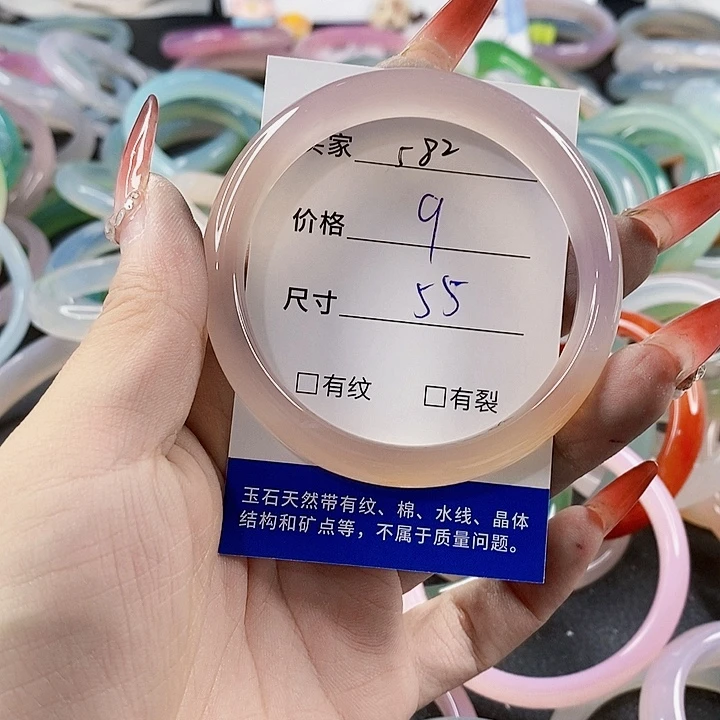 家 582
价格 9
尺寸 55
□有纹 □有裂
玉石天然带有纹、棉、水线、晶体
结构和矿点等，不属于质量问题。